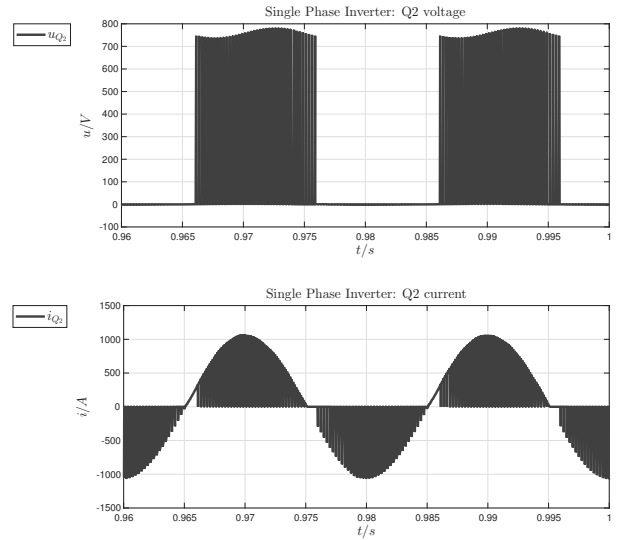 Single Phase Inverter: Q2 voltage
u_{Q_2}
800
700
600
500
400
300
200
100
0
-100
u/V
0.96 0.965 0.97 0.975 0.98 0.985 0.99 0.995 1
t/s
Single Phase Inverter: Q2 current
i_{Q_2}
1500
1000
500
0
-500
-1000
-1500
i/A
0.96 0.965 0.97 0.975 0.98 0.985 0.99 0.995 1
t/s